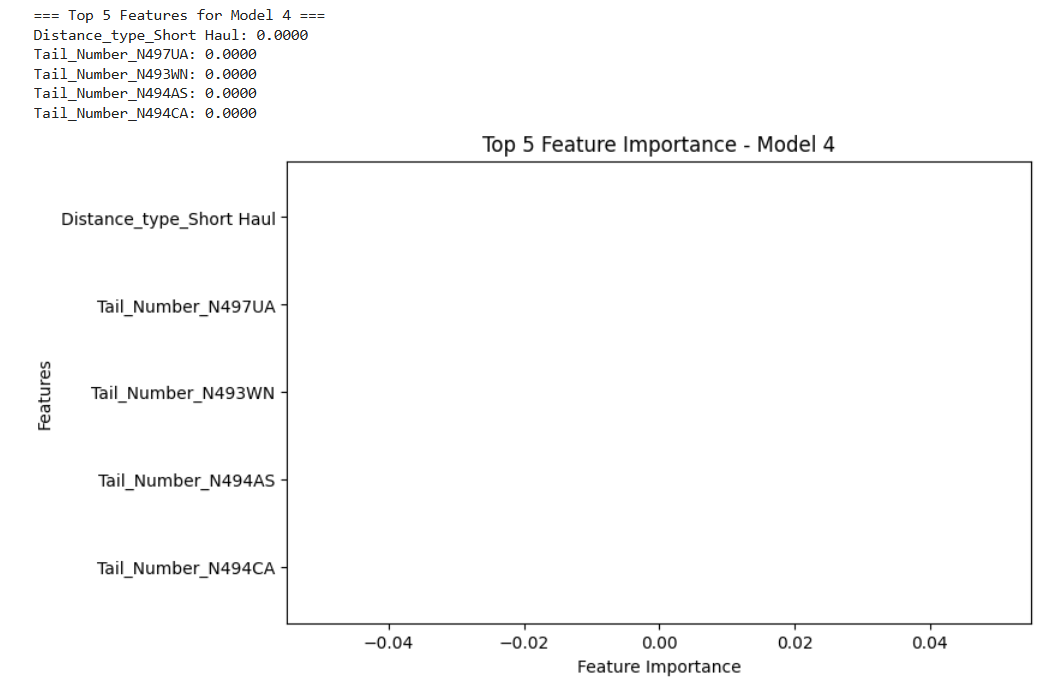 === Top 5 Features for Model 4 ===
Distance_type_Short Haul: 0.0000
Tail_Number_N497UA: 0.0000
Tail_Number_N493WN: 0.0000
Tail_Number_N494AS: 0.0000
Tail_Number_N494CA: 0.0000
Top 5 Feature Importance - Model 4
Features
Distance_type_Short Haul
Tail_Number_N497UA
Tail_Number_N493WN
Tail_Number_N494AS
Tail_Number_N494CA
−0.04 −0.02 0.00 0.02 0.04
Feature Importance